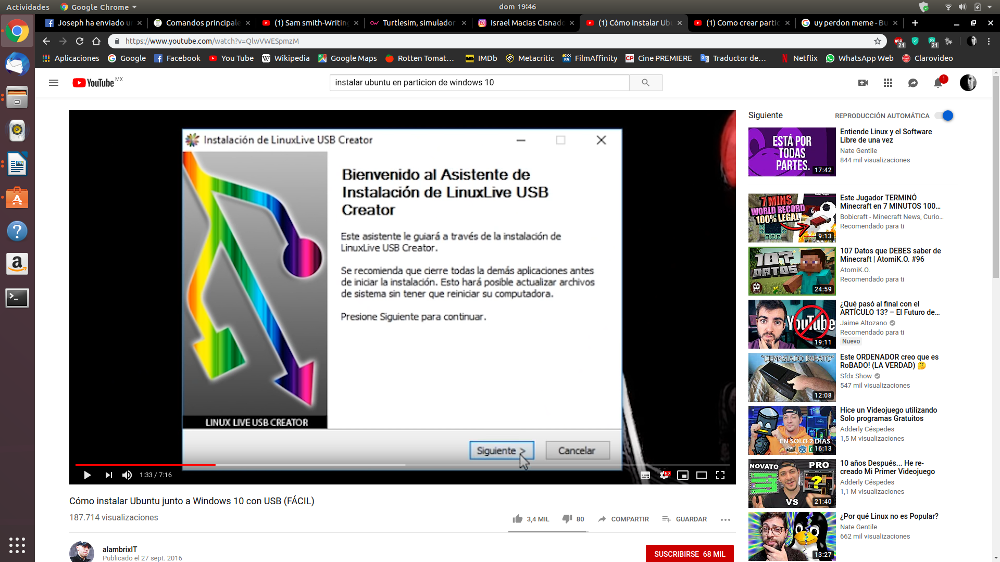 Actividades
Google Chrome
dom 19:46
Joseph ha enviado u
Comandos principale
(1) Sam smith-Writing
Turtlesim, simulador
Israel Macias Cisnado
(1) Cómo instalar Ubu
(1) Como crear partic
uy perdon meme - Bu
https://www.youtube.com/watch?v=QlwVWESpmzM
21
21
Aplicaciones
Google
Facebook
You Tube
Wikipedia
Google Maps
Rotten Tomat...
IMDb
Metacritic
FilmAffinity
Cine PREMIERE
Traductor de...
Netflix
WhatsApp Web
Clarovideo
YouTube MX
instalar ubuntu en particion de windows 10
1
Instalación de LinuxLive USB Creator
Bienvenido al Asistente de
Instalación de LinuxLive USB
Creator
Este asistente le guiará a través de la instalación de
LinuxLive USB Creator.
Se recomienda que cierre todas la demás aplicaciones antes
de iniciar la instalación. Esto hará posible actualizar archivos
de sistema sin tener que reiniciar su computadora.
Presione Siguiente para continuar.
LINUX LIVE USB CREATOR
Siguiente >
Cancelar
1:33 / 7:16
HD
Cómo instalar Ubuntu junto a Windows 10 con USB (FÁCIL)
187.714 visualizaciones
3,4 MIL
80
COMPARTIR
GUARDAR
alambrixIT
Publicado el 27 sept. 2016
SUSCRIBIRSE 68 MIL
Siguiente
REPRODUCCIÓN AUTOMÁTICA
ESTÁ POR
TODAS
PARTES.
17:42
Entiende Linux y el Software
Libre de una vez
Nate Gentile
844 mil visualizaciones
7 MINS
WORLD RECORD
100% LEGAL
9:13
Este Jugador TERMINÓ
Minecraft en 7 MINUTOS 100...
Bobicraft - Minecraft News, Curio...
Recomendado para ti
107
DATOS
24:59
107 Datos que DEBES saber de
Minecraft | AtomiK.O. #96
AtomiK.O.
Recomendado para ti
YouTube
19:11
¿Qué pasó al final con el
ARTÍCULO 13? – El Futuro de...
Jaime Altozano
Recomendado para ti
Nuevo
"DEMASIADO BARATO"
12:08
Este ORDENADOR creo que es
RoBADO! (LA VERDAD) 🤔
Sfdx Show
547 mil visualizaciones
EN SOLO 2 DIAS
16:13
Hice un Videojuego utilizando
Solo programas Gratuitos
Adderly Céspedes
1,5 M visualizaciones
NOVATO
PRO
VS
21:40
10 años Después... He re-
creado Mi Primer Videojuego
Adderly Céspedes
1,1 M visualizaciones
13:27
¿Por qué Linux no es Popular?
Nate Gentile
662 mil visualizaciones